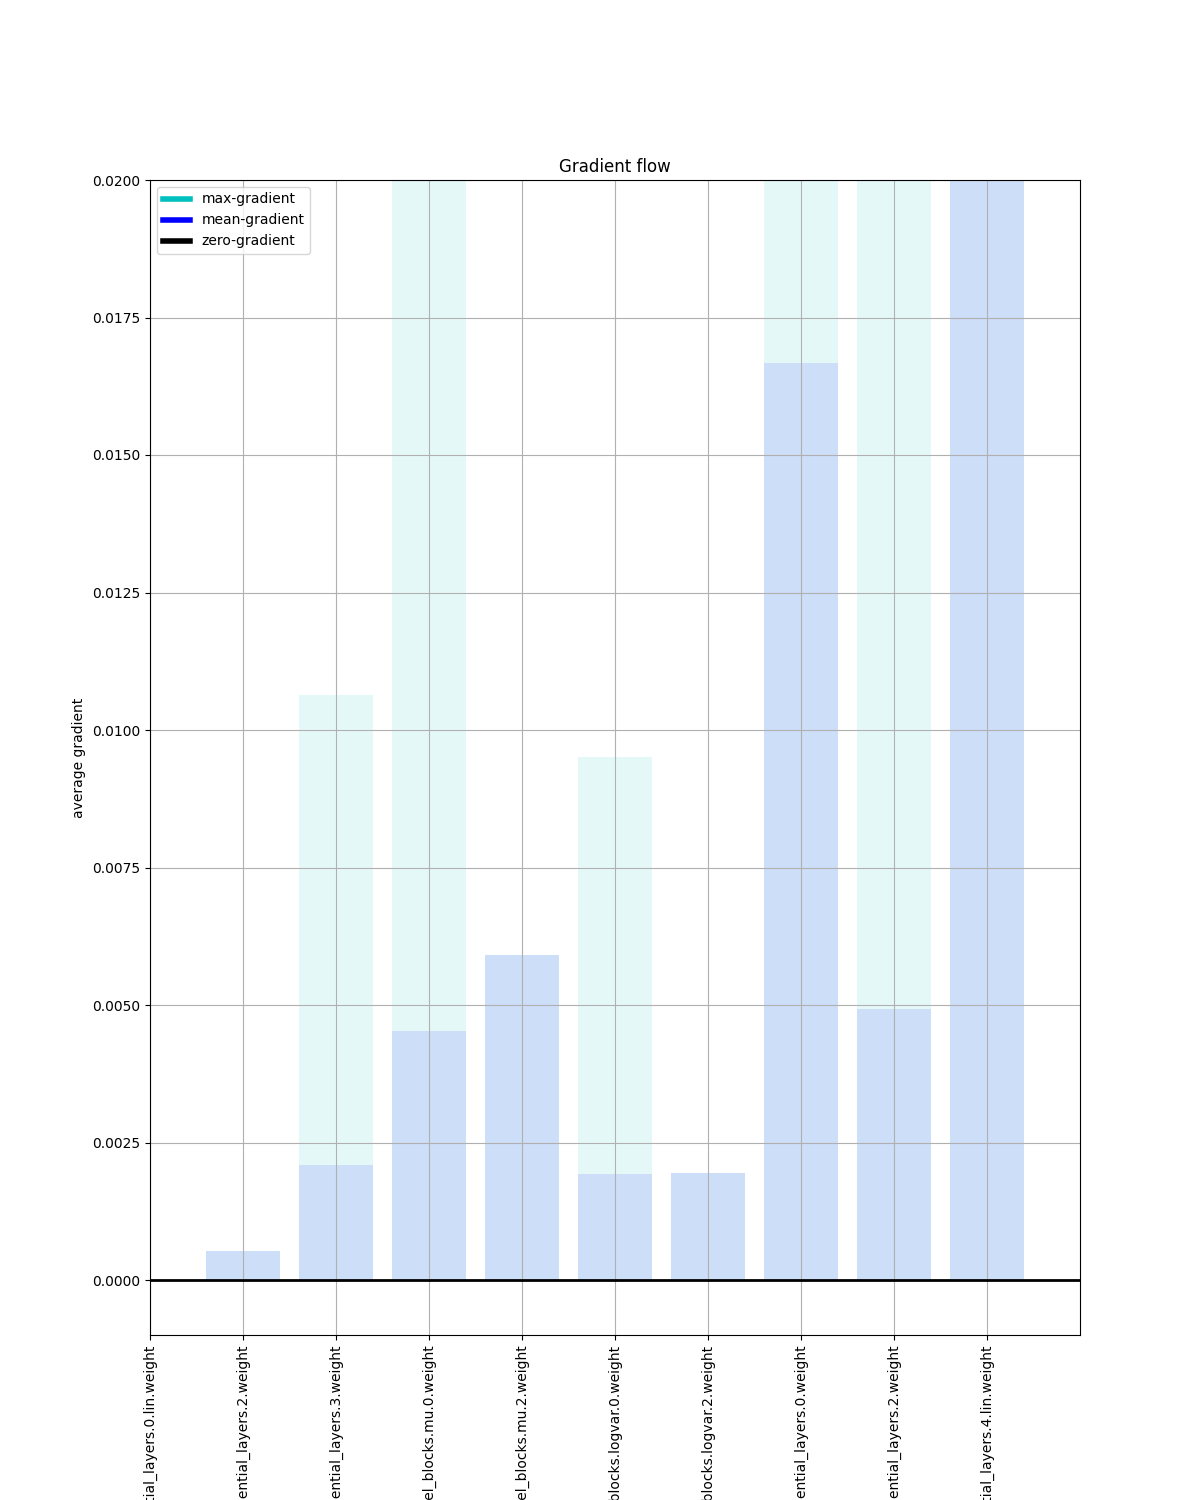 Gradient flow
max-gradient
mean-gradient
zero-gradient
0.0200
0.0175
0.0150
0.0125
0.0100
0.0075
0.0050
0.0025
0.0000
average gradient
tial_layers.0.lin.weight
ential_layers.2.weight
ential_layers.3.weight
el_blocks.mu.0.weight
el_blocks.mu.2.weight
blocks.logvar.0.weight
blocks.logvar.2.weight
ential_layers.0.weight
ential_layers.2.weight
tial_layers.4.lin.weight